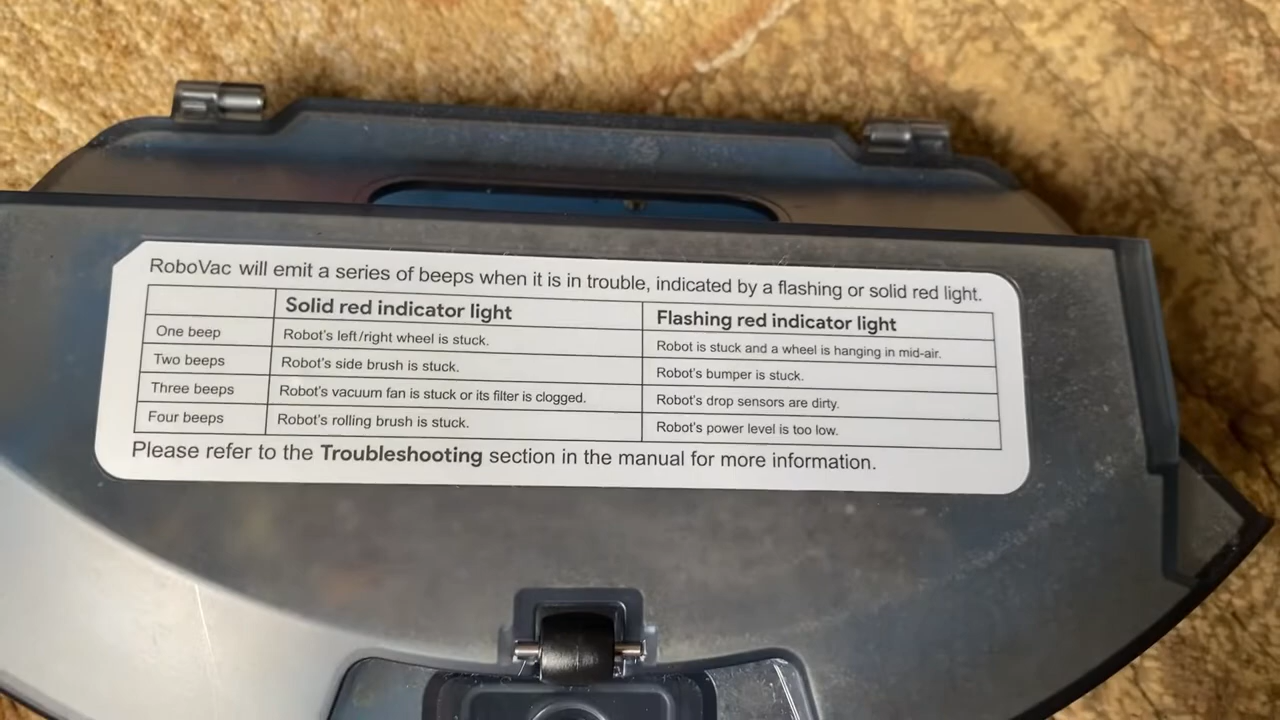 RoboVac will emit a series of beeps when it is in trouble, indicated by a flashing or solid red light.
Solid red indicator light Flashing red indicator light
One beep Robot's left/right wheel is stuck. Robot is stuck and a wheel is hanging in mid-air.
Two beeps Robot's side brush is stuck. Robot's bumper is stuck.
Three beeps Robot's vacuum fan is stuck or its filter is clogged. Robot's drop sensors are dirty.
Four beeps Robot's rolling brush is stuck. Robot's power level is too low.
Please refer to the Troubleshooting section in the manual for more information.